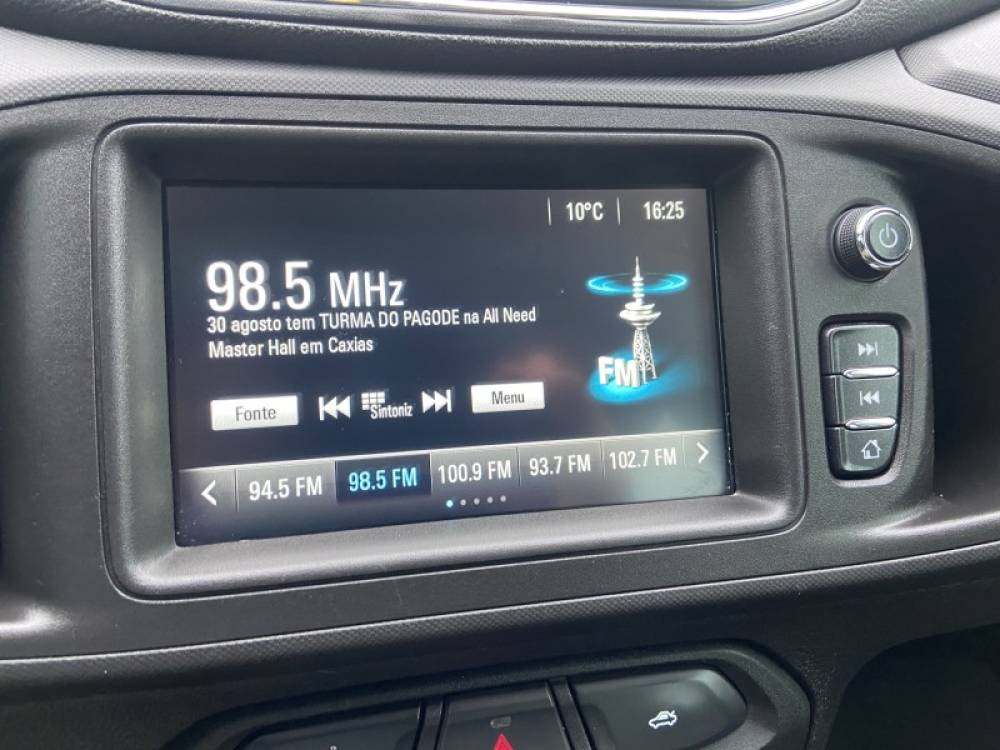 10°C 16:25
98.5 MHz
30 agosto tem TURMA DO PAGODE na All Need
Master Hall em Caxias
FM
Fonte Sintoniz Menu
94.5 FM 98.5 FM 100.9 FM 93.7 FM 102.7 FM